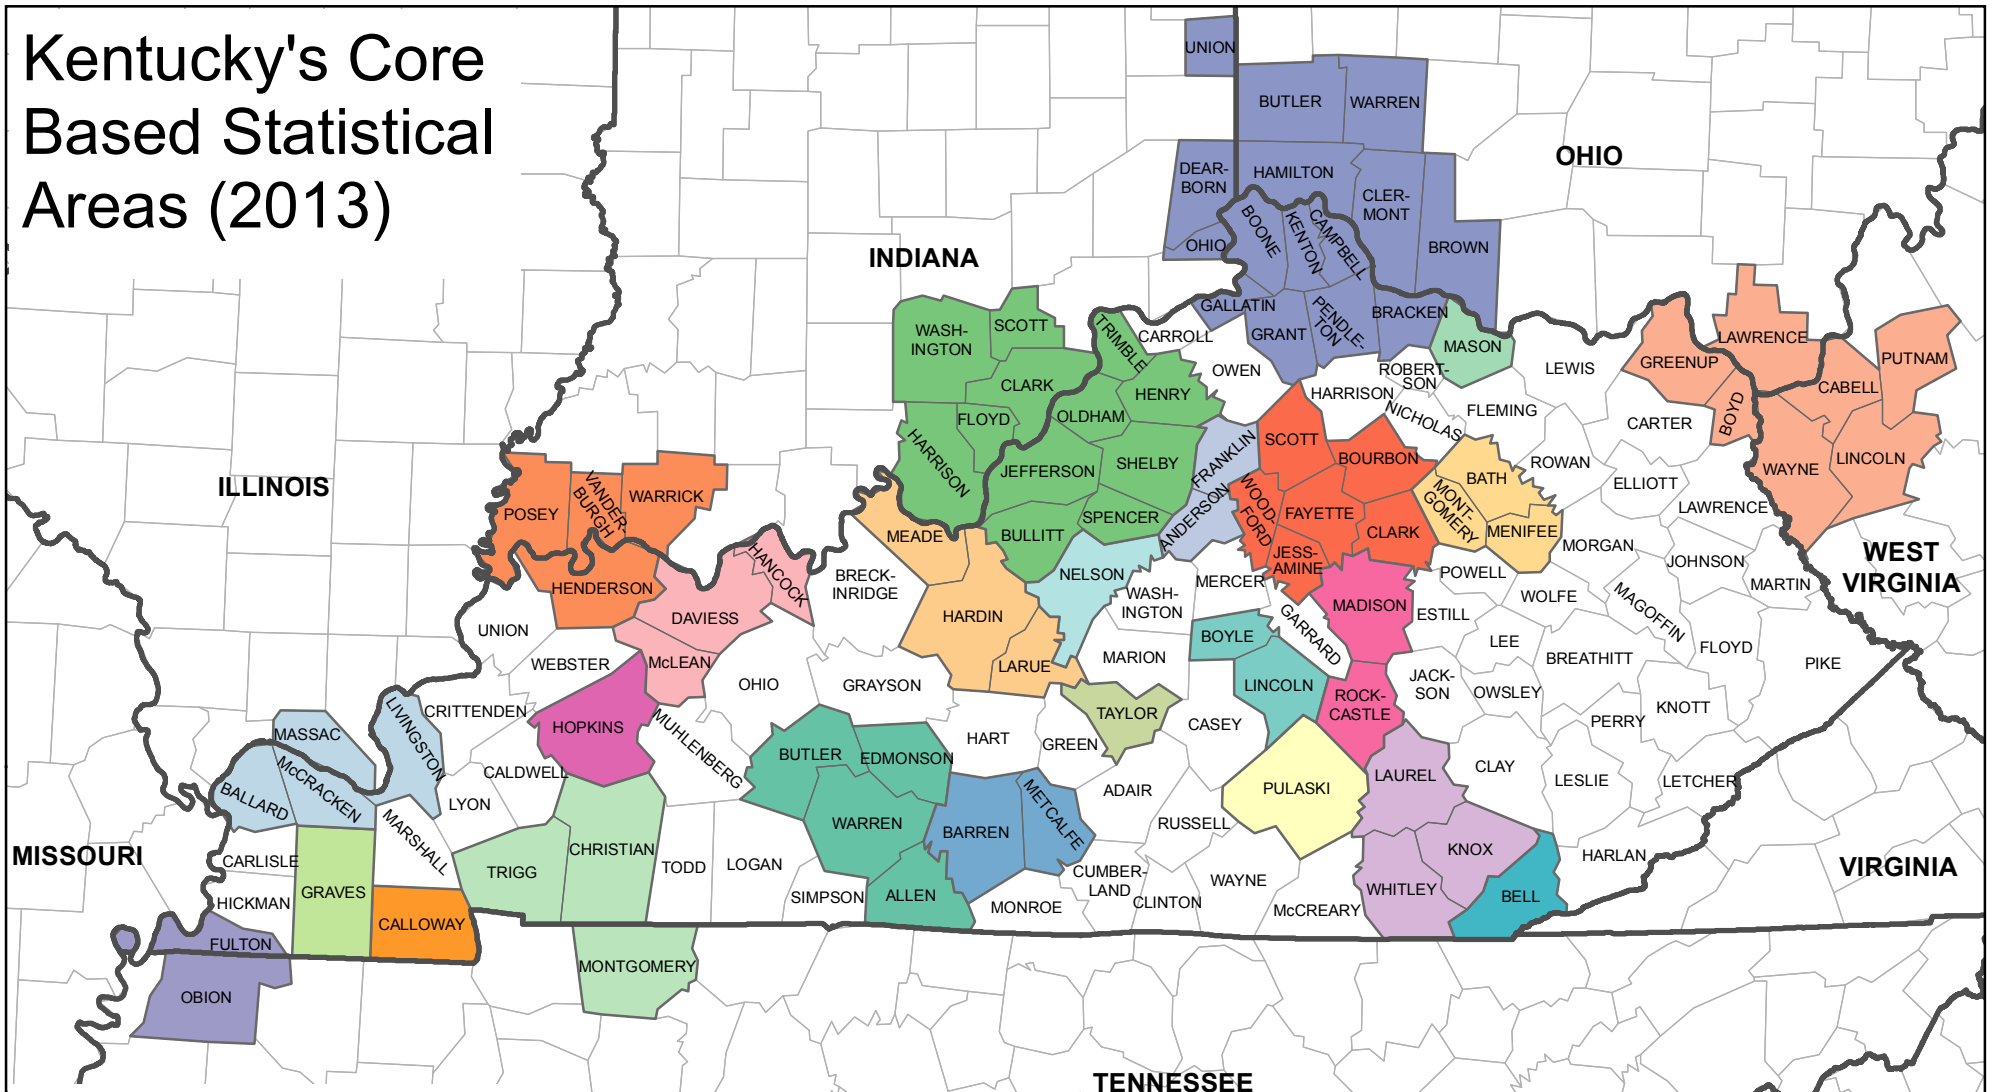 Kentucky's Core
Based Statistical
Areas (2013)
UNION
BUTLER
WARREN
OHIO
DEAR-
BORN
HAMILTON
CLER-
MONT
BOONE
KENTON
CAMPBELL
OHIO
BROWN
INDIANA
GALLATIN
GRANT
PENDLE-
TON
BRACKEN
MASON
WASH-
INGTON
SCOTT
TRIMBLE
CARROLL
OWEN
ROBERT-
SON
LEWIS
GREENUP
LAWRENCE
PUTNAM
CABELL
CLARK
HENRY
HARRISON
NICHOLAS
FLEMING
CARTER
BOYD
FLOYD
OLDHAM
HARRISON
JEFFERSON
SHELBY
FRANKLIN
SCOTT
BOURBON
BATH
ROWAN
ELLIOTT
WAYNE
LINCOLN
ILLINOIS
POSEY
VANDER-
BURGH
WARRICK
LAWRENCE
MEADE
BULLITT
SPENCER
ANDERSON
WOOD-
FORD
FAYETTE
CLARK
MONT-
GOMERY
MENIFEE
MORGAN
WEST
VIRGINIA
HENDERSON
HANCOCK
BRECK-
INRIDGE
NELSON
WASH-
INGTON
MERCER
JESS-
AMINE
MADISON
POWELL
ESTILL
WOLFE
MAGOFFIN
JOHNSON
MARTIN
UNION
DAVIESS
HARDIN
BOYLE
GARRARD
LEE
BREATHITT
FLOYD
PIKE
WEBSTER
McLEAN
LARUE
MARION
LINCOLN
ROCK-
CASTLE
JACK-
SON
OWSLEY
KNOTT
PERRY
OHIO
GRAYSON
TAYLOR
CASEY
CRITTENDEN
LIVINGSTON
HOPKINS
MUHLENBERG
MASSAC
McCRACKEN
BALLARD
CALDWELL
LYON
MARSHALL
BUTLER
EDMONSON
HART
GREEN
ADAIR
PULASKI
LAUREL
CLAY
LESLIE
LETCHER
WARREN
BARREN
METCALFE
RUSSELL
KNOX
HARLAN
VIRGINIA
MISSOURI
CARLISLE
GRAVES
HICKMAN
CALLOWAY
TRIGG
CHRISTIAN
TODD
LOGAN
SIMPSON
ALLEN
MONROE
CUMBER-
LAND
CLINTON
WAYNE
McCREARY
WHITLEY
BELL
FULTON
OBION
MONTGOMERY
TENNESSEE